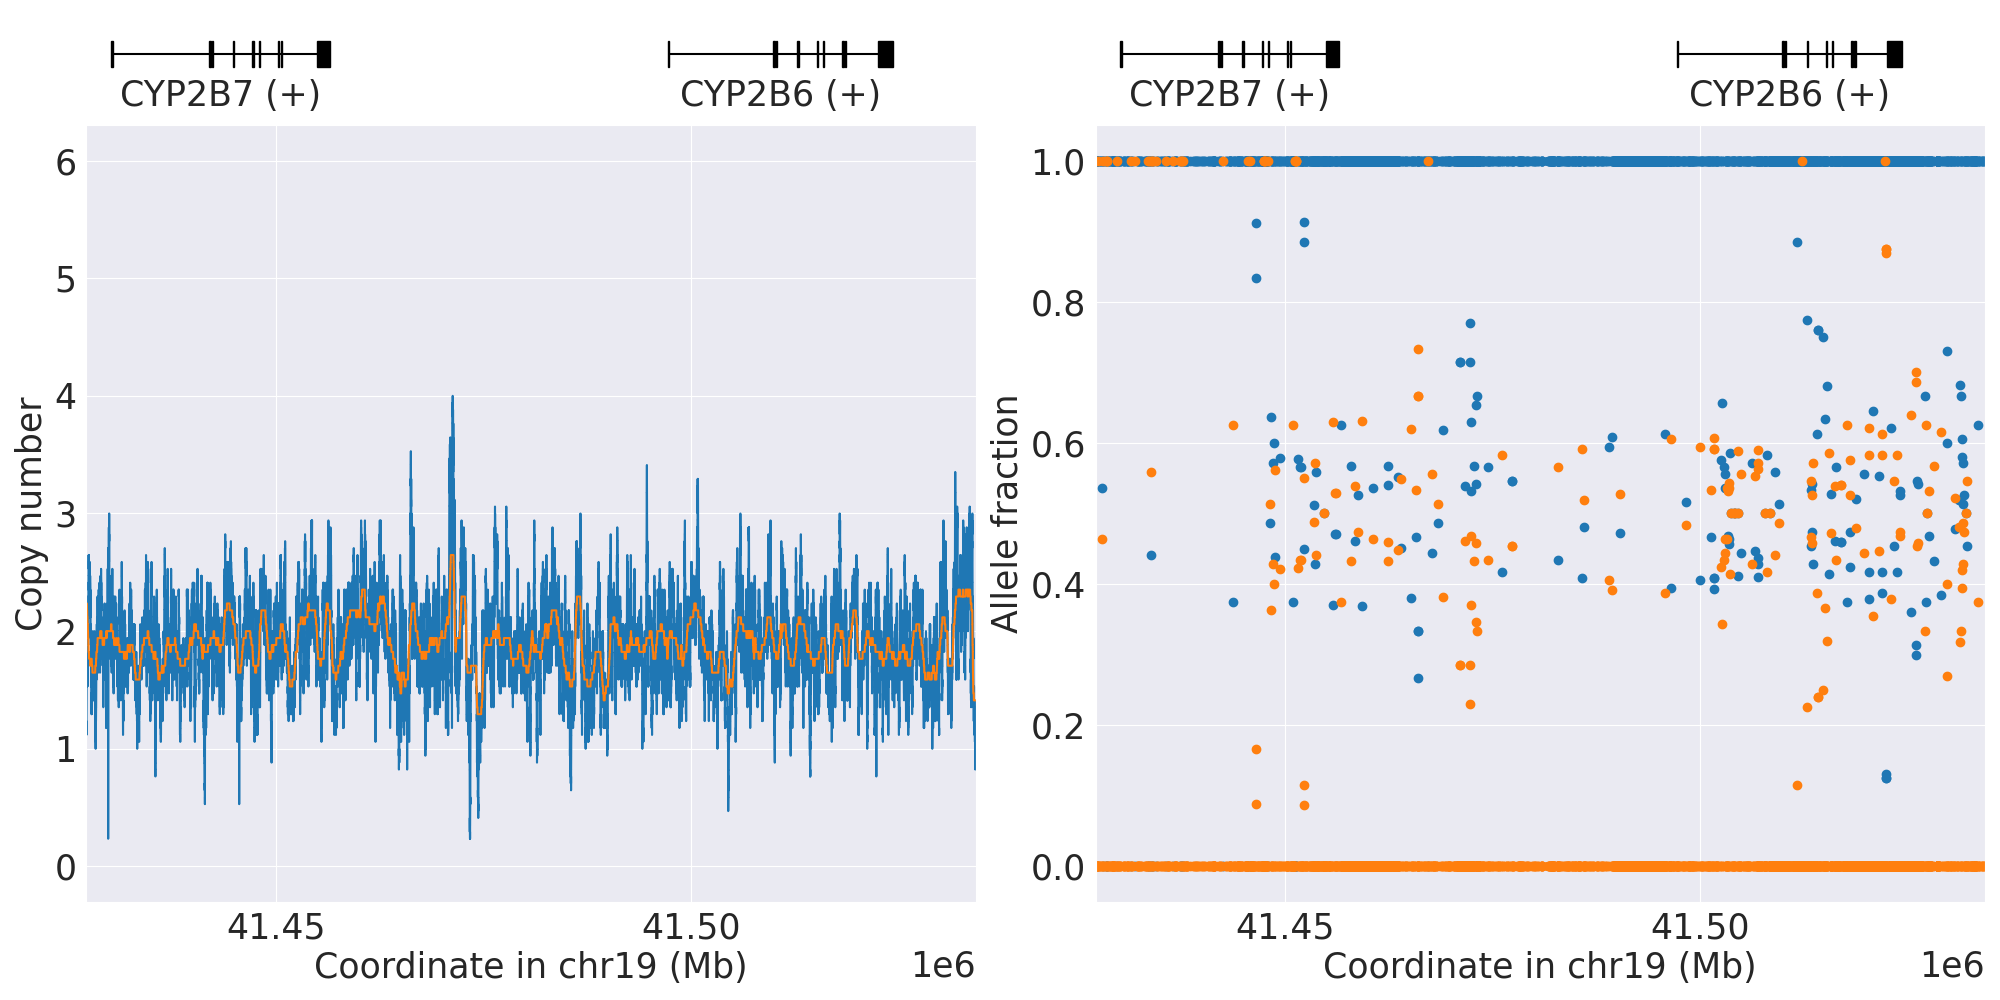 CYP2B7 (+) CYP2B6 (+)
Copy number
6
5
4
3
2
1
0
41.45 41.50
Coordinate in chr19 (Mb) 1e6
CYP2B7 (+) CYP2B6 (+)
Allele fraction
1.0
0.8
0.6
0.4
0.2
0.0
41.45 41.50
Coordinate in chr19 (Mb) 1e6